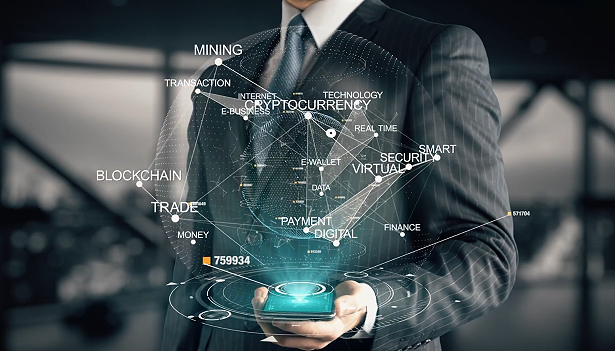 MINING
TRANSACTION
INTERNET
TECHNOLOGY
CRYPTOCURRENCY
E-BUSINESS
REAL TIME
SMART
SECURITY
E-WALLET
VIRTUAL
BLOCKCHAIN
DATA
TRADE
571704
PAYMENT
MONEY
DIGITAL
FINANCE
759934